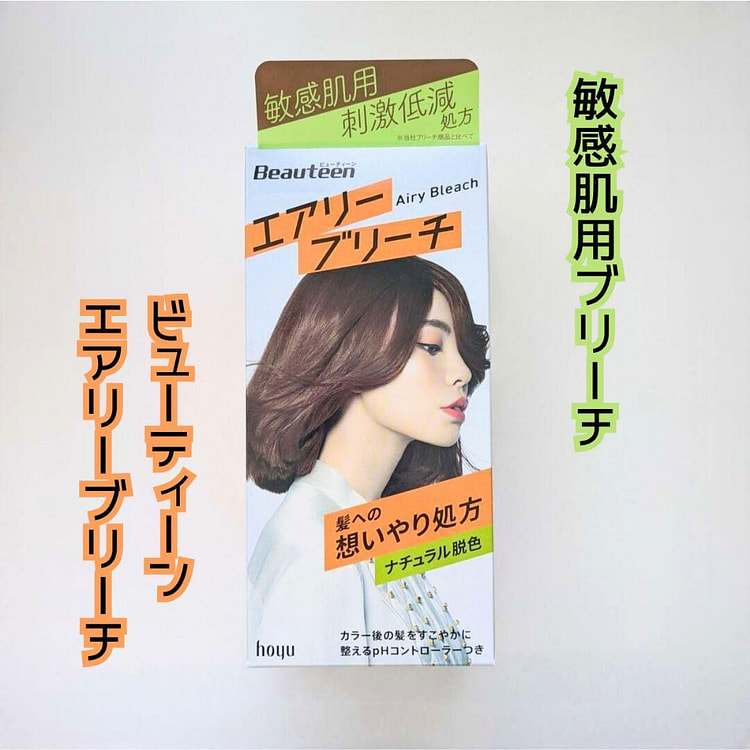 敏感肌用
刺激低減
処方
※当社ブリーチ商品と比べて
ビューティーン
Beauteen
エアリー
Airy Bleach
ブリーチ
髪への
想いやり処方
ナチュラル脱色
カラー後の髪をすこやかに
整えるpHコントローラーつき
hoyu
敏感肌用ブリーチ
ビューティーン
エアリーブリーチ